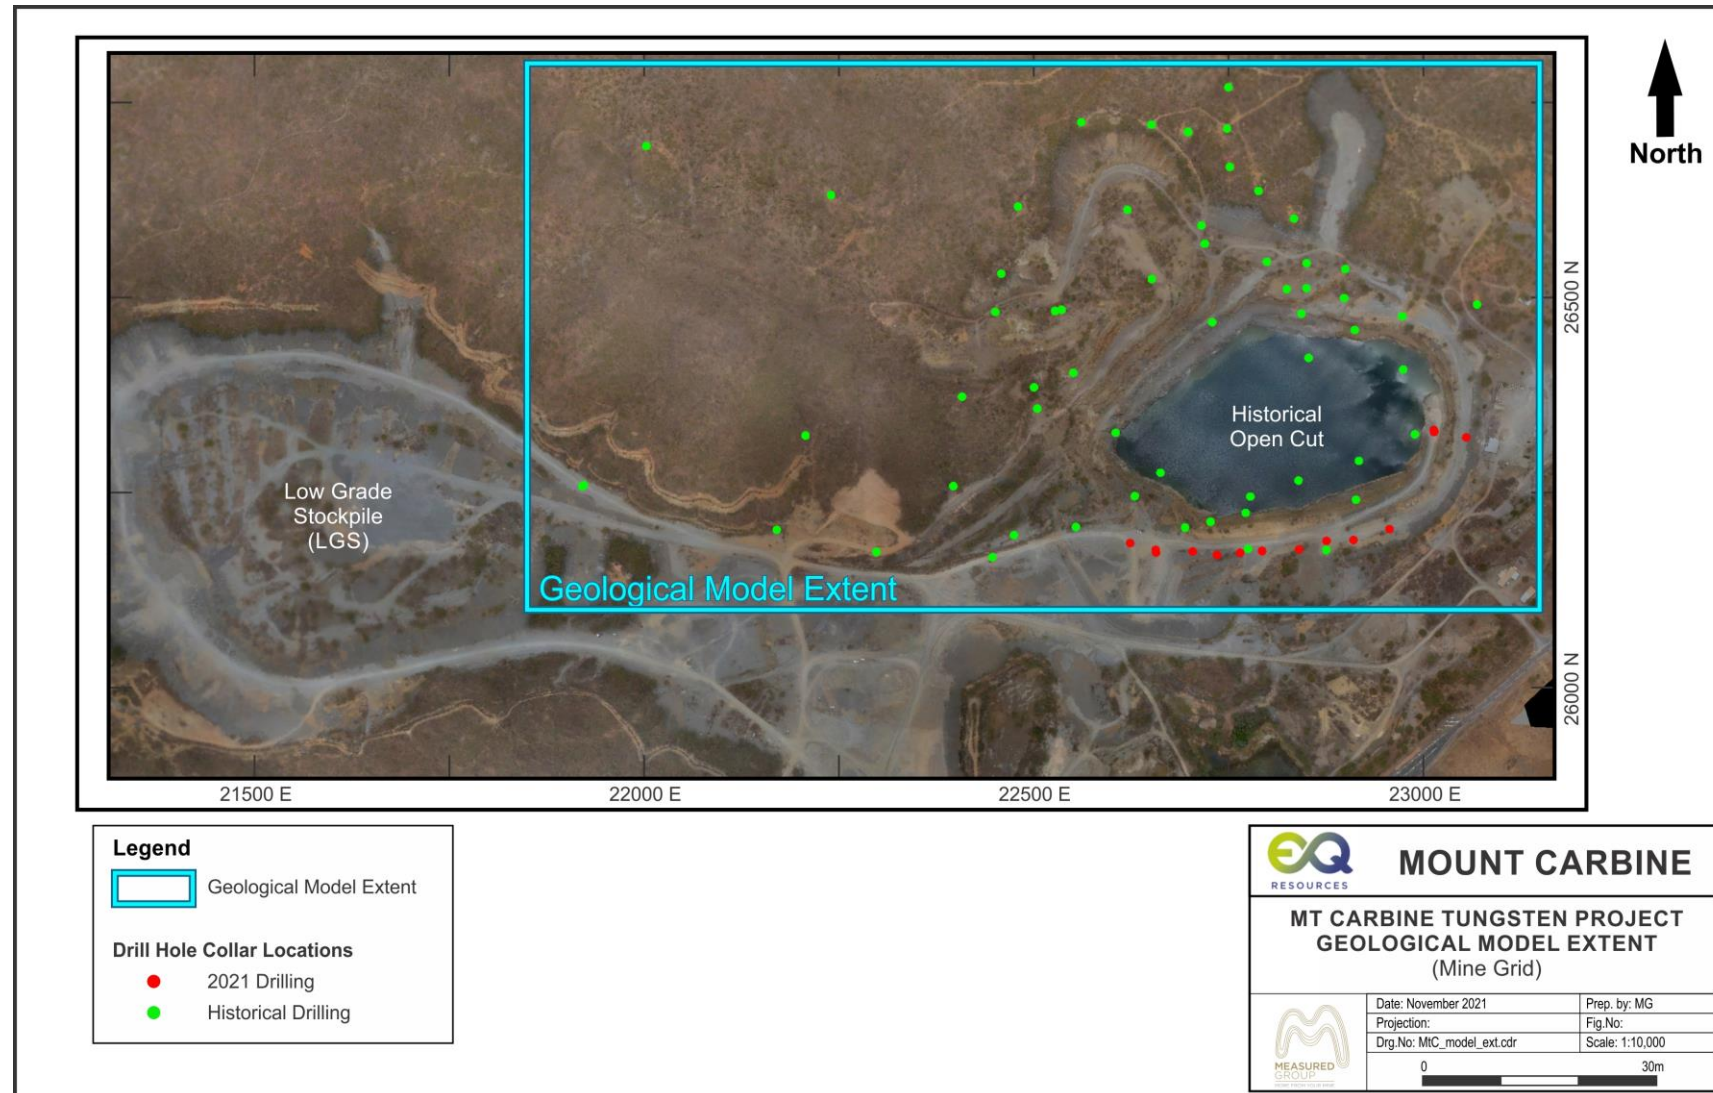 North
26500 N
Historical
Open Cut
Low Grade
Stockpile
(LGS)
Geological Model Extent
26000 N
21500 E
22000 E
22500 E
23000 E
Legend
Geological Model Extent
Drill Hole Collar Locations
2021 Drilling
Historical Drilling
EQ
RESOURCES
MOUNT CARBINE
MT CARBINE TUNGSTEN PROJECT
GEOLOGICAL MODEL EXTENT
(Mine Grid)
Date: November 2021
Prep. by: MG
Projection:
Fig.No:
Drg.No: MtC_model_ext.cdr
Scale: 1:10,000
0
30m
MEASURED
GROUP